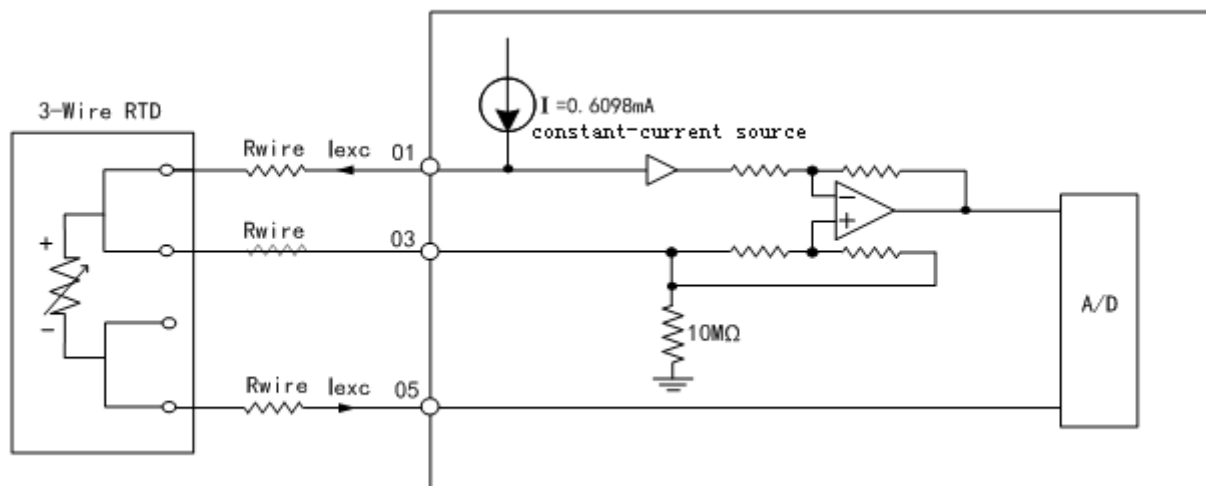 I =0.6098mA
constant-current source
3-Wire RTD
Rwire Iexc 01
Rwire 03
+
-
−
+
10MΩ
A/D
Rwire Iexc 05